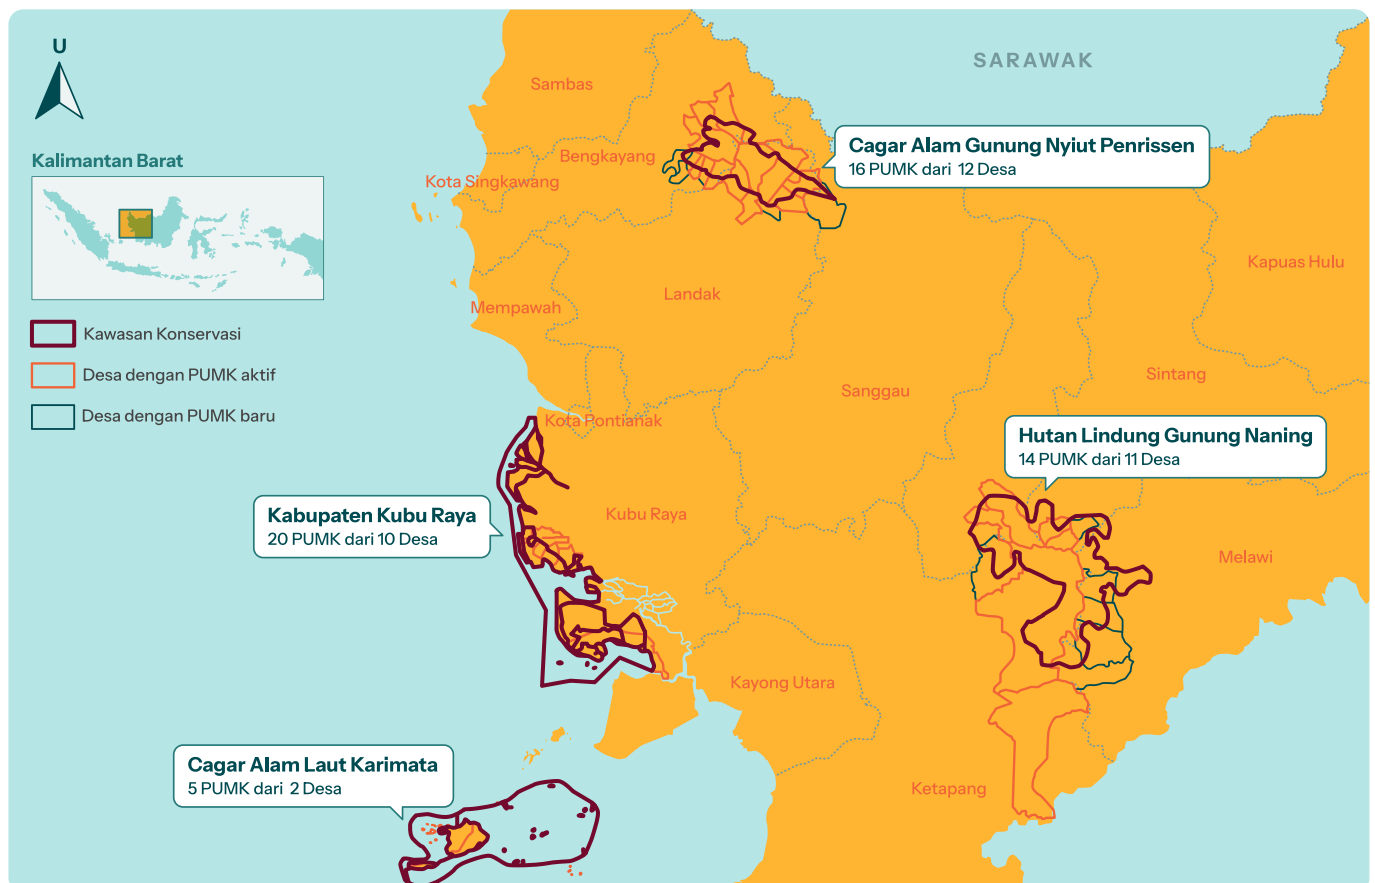 U
SARAWAK
Sambas
Bengkayang
Cagar Alam Gunung Nyiut Penrissen
16 PUMK dari 12 Desa
Kalimantan Barat
Kota Singkawang
Kapuas Hulu
Landak
Mempawah
Kawasan Konservasi
Desa dengan PUMK aktif
Desa dengan PUMK baru
Sintang
Sanggau
Kota Pontianak
Hutan Lindung Gunung Naning
14 PUMK dari 11 Desa
Kabupaten Kubu Raya
20 PUMK dari 10 Desa
Kubu Raya
Melawi
Kayong Utara
Cagar Alam Laut Karimata
5 PUMK dari 2 Desa
Ketapang